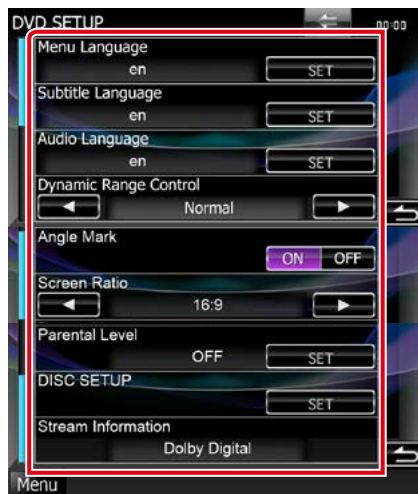 DVD SETUP 00:00
Menu Language
en SET
Subtitle Language
en SET
Audio Language
en SET
Dynamic Range Control
Normal
Angle Mark
ON OFF
Screen Ratio
16:9
Parental Level
OFF SET
DISC SETUP
SET
Stream Information
Dolby Digital
Menu